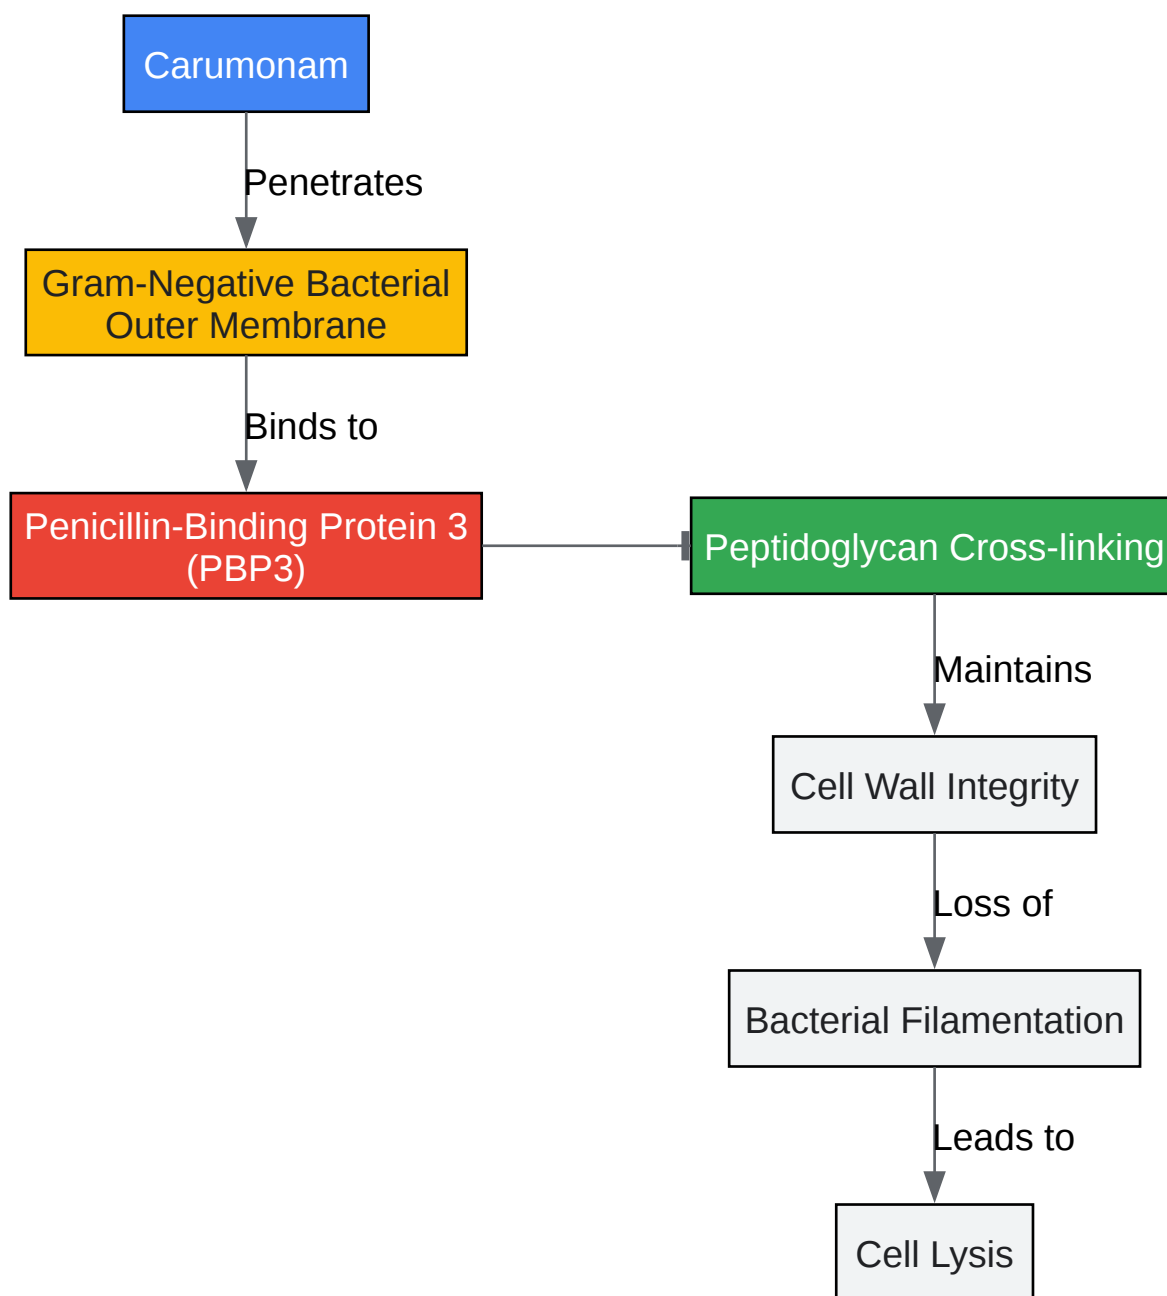 Carumonam
Penetrates
Gram-Negative Bacterial
Outer Membrane
Binds to
Penicillin-Binding Protein 3
(PBP3)
Peptidoglycan Cross-linking
Maintains
Cell Wall Integrity
Loss of
Bacterial Filamentation
Leads to
Cell Lysis